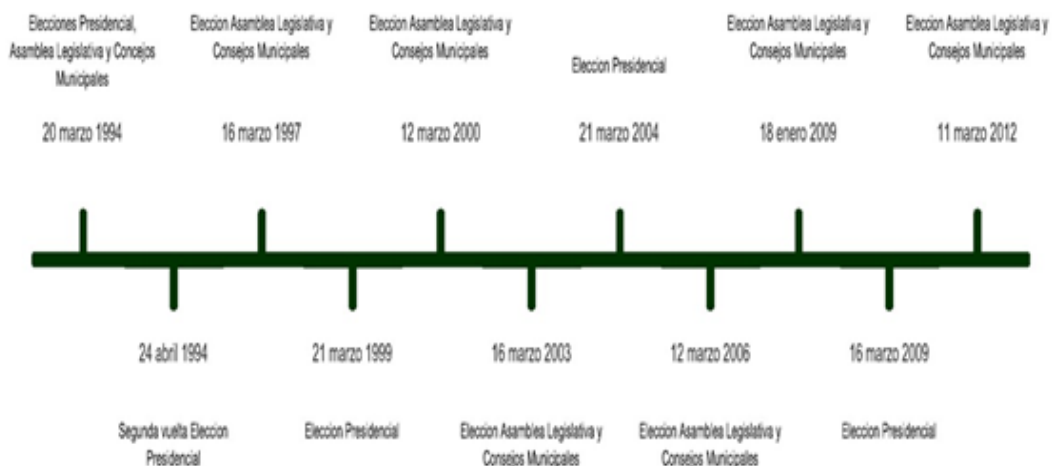 Elecciones Presidencial,
Asamblea Legislativa y Concejos
Municipales
20 marzo 1994
Eleccion Asamblea Legislativa y
Consejos Municipales
16 marzo 1997
Eleccion Asamblea Legislativa y
Consejos Municipales
12 marzo 2000
Eleccion Presidencial
21 marzo 2004
Eleccion Asamblea Legislativa y
Consejos Municipales
18 enero 2009
Eleccion Asamblea Legislativa y
Consejos Municipales
11 marzo 2012
24 abril 1994
Segunda vuelta Eleccion
Presidencial
21 marzo 1999
Eleccion Presidencial
16 marzo 2003
Eleccion Asamblea Legislativa y
Consejos Municipales
12 marzo 2006
Eleccion Asamblea Legislativa y
Consejos Municipales
16 marzo 2009
Eleccion Presidencial